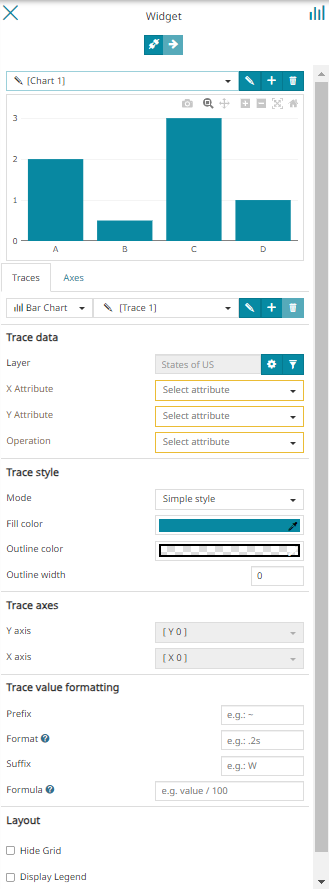 Widget
[Chart 1]
3
2
1
0
A B C D
Traces Axes
Bar Chart [Trace 1]
Trace data
Layer States of US
X Attribute Select attribute
Y Attribute Select attribute
Operation Select attribute
Trace style
Mode Simple style
Fill color
Outline color
Outline width 0
Trace axes
Y axis [ Y 0 ]
X axis [ X 0 ]
Trace value formatting
Prefix e.g.: ~
Format e.g.: .2s
Suffix e.g.: W
Formula e.g. value / 100
Layout
Hide Grid
Display Legend